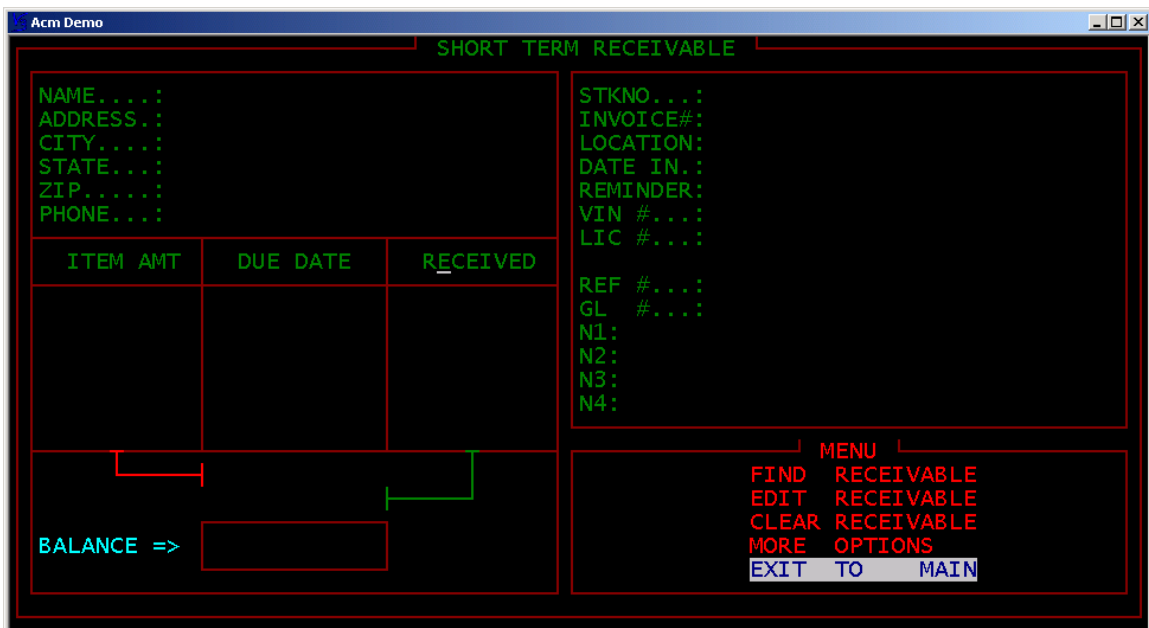 Acm Demo
SHORT TERM RECEIVABLE
NAME....:
ADDRESS.:
CITY....:
STATE...:
ZIP.....:
PHONE...:
ITEM AMT DUE DATE RECEIVED
BALANCE =>
STKNO...:
INVOICE#:
LOCATION:
DATE IN.:
REMINDER:
VIN #...:
LIC #...:
REF #...:
GL #...:
N1:
N2:
N3:
N4:
MENU
FIND RECEIVABLE
EDIT RECEIVABLE
CLEAR RECEIVABLE
MORE OPTIONS
EXIT TO MAIN